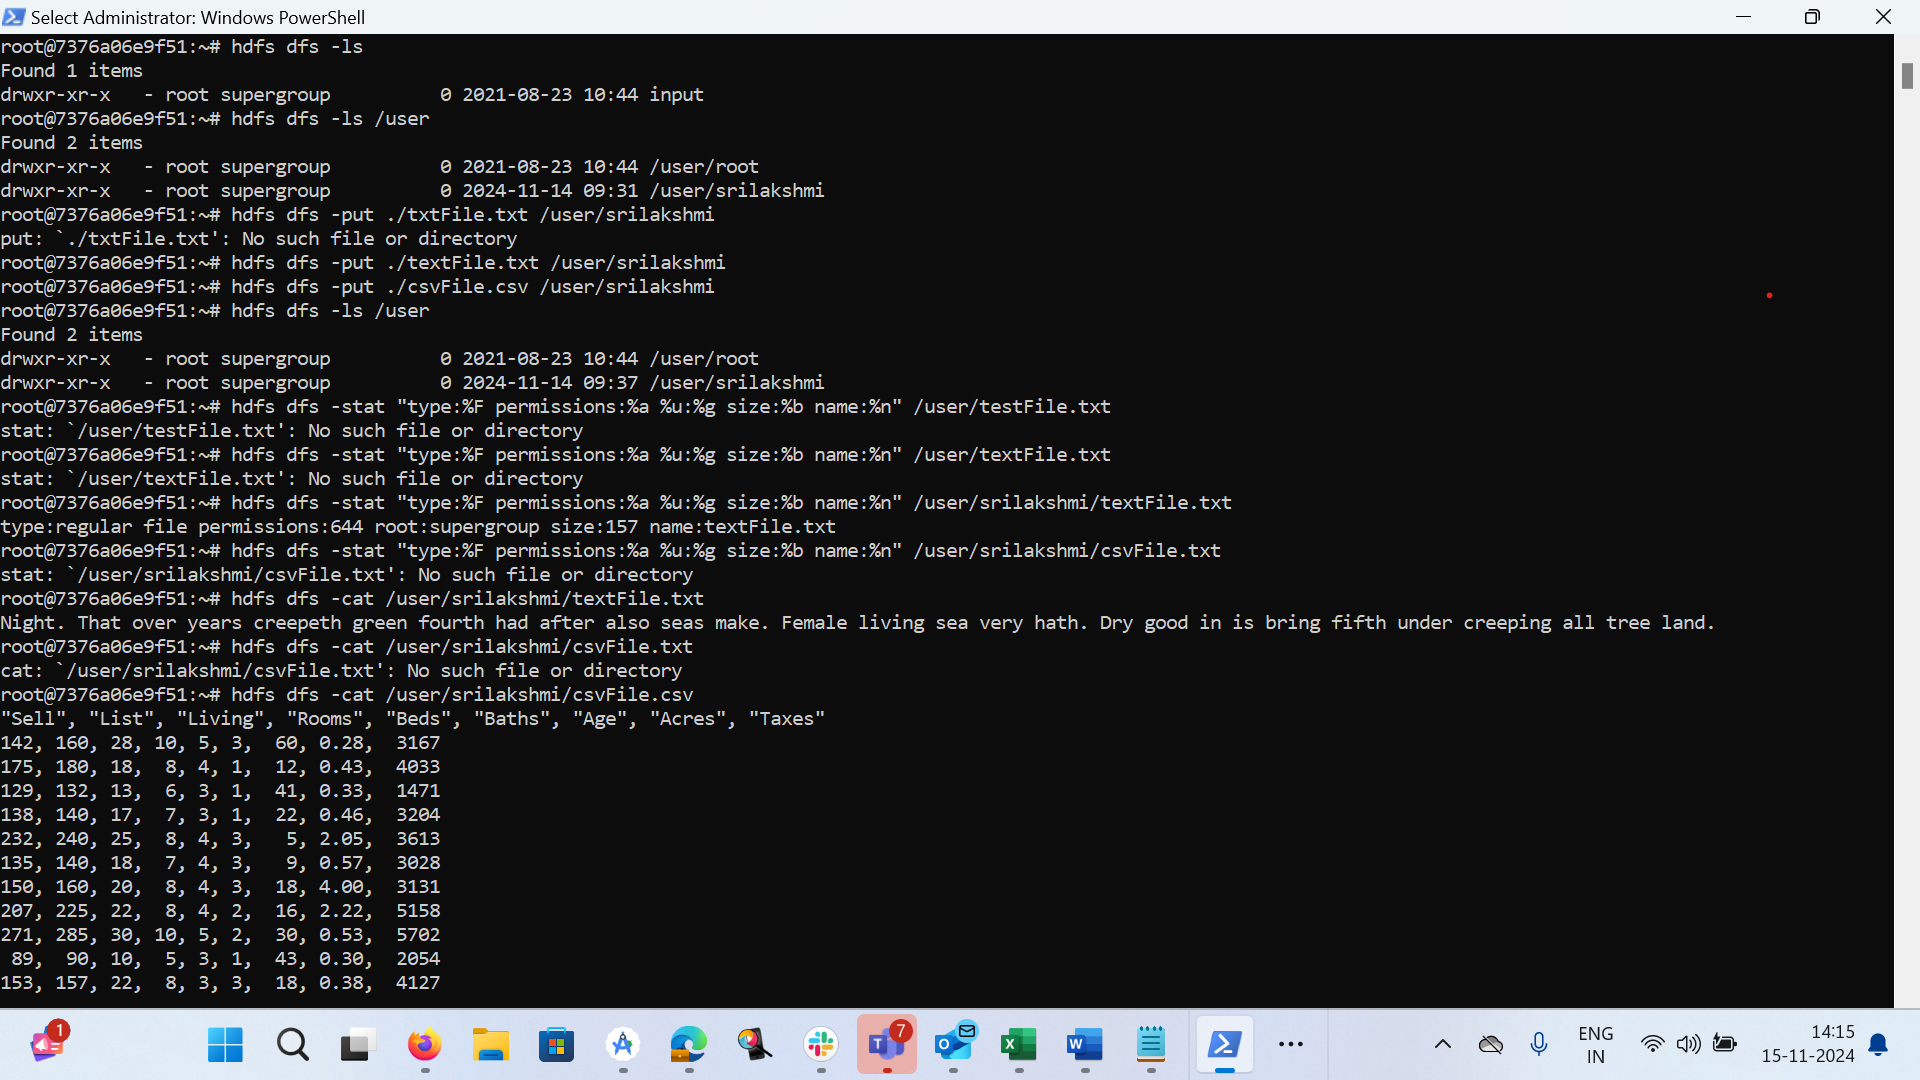 Select Administrator: Windows PowerShell
root@7376a06e9f51:~# hdfs dfs -ls
Found 1 items
drwxr-xr-x   - root supergroup          0 2021-08-23 10:44 input
root@7376a06e9f51:~# hdfs dfs -ls /user
Found 2 items
drwxr-xr-x   - root supergroup          0 2021-08-23 10:44 /user/root
drwxr-xr-x   - root supergroup          0 2024-11-14 09:31 /user/srilakshmi
root@7376a06e9f51:~# hdfs dfs -put ./txtFile.txt /user/srilakshmi
put: `./txtFile.txt': No such file or directory
root@7376a06e9f51:~# hdfs dfs -put ./textFile.txt /user/srilakshmi
root@7376a06e9f51:~# hdfs dfs -put ./csvFile.csv /user/srilakshmi
root@7376a06e9f51:~# hdfs dfs -ls /user
Found 2 items
drwxr-xr-x   - root supergroup          0 2021-08-23 10:44 /user/root
drwxr-xr-x   - root supergroup          0 2024-11-14 09:37 /user/srilakshmi
root@7376a06e9f51:~# hdfs dfs -stat "type:%F permissions:%a %u:%g size:%b name:%n" /user/testFile.txt
stat: `/user/testFile.txt': No such file or directory
root@7376a06e9f51:~# hdfs dfs -stat "type:%F permissions:%a %u:%g size:%b name:%n" /user/textFile.txt
stat: `/user/textFile.txt': No such file or directory
root@7376a06e9f51:~# hdfs dfs -stat "type:%F permissions:%a %u:%g size:%b name:%n" /user/srilakshmi/textFile.txt
type:regular file permissions:644 root:supergroup size:157 name:textFile.txt
root@7376a06e9f51:~# hdfs dfs -stat "type:%F permissions:%a %u:%g size:%b name:%n" /user/srilakshmi/csvFile.txt
stat: `/user/srilakshmi/csvFile.txt': No such file or directory
root@7376a06e9f51:~# hdfs dfs -cat /user/srilakshmi/textFile.txt
Night. That over years creepeth green fourth had after also seas make. Female living sea very hath. Dry good in is bring fifth under creeping all tree land.
root@7376a06e9f51:~# hdfs dfs -cat /user/srilakshmi/csvFile.txt
cat: `/user/srilakshmi/csvFile.txt': No such file or directory
root@7376a06e9f51:~# hdfs dfs -cat /user/srilakshmi/csvFile.csv
"Sell", "List", "Living", "Rooms", "Beds", "Baths", "Age", "Acres", "Taxes"
142, 160, 28, 10, 5, 3,  60, 0.28,  3167
175, 180, 18,  8, 4, 1,  12, 0.43,  4033
129, 132, 13,  6, 3, 1,  41, 0.33,  1471
138, 140, 17,  7, 3, 1,  22, 0.46,  3204
232, 240, 25,  8, 4, 3,   5, 2.05,  3613
135, 140, 18,  7, 4, 3,   9, 0.57,  3028
150, 160, 20,  8, 4, 3,  18, 4.00,  3131
207, 225, 22,  8, 4, 2,  16, 2.22,  5158
271, 285, 30, 10, 5, 2,  30, 0.53,  5702
 89,  90, 10,  5, 3, 1,  43, 0.30,  2054
153, 157, 22,  8, 3, 3,  18, 0.38,  4127
1
7
ENG
IN
14:15
15-11-2024